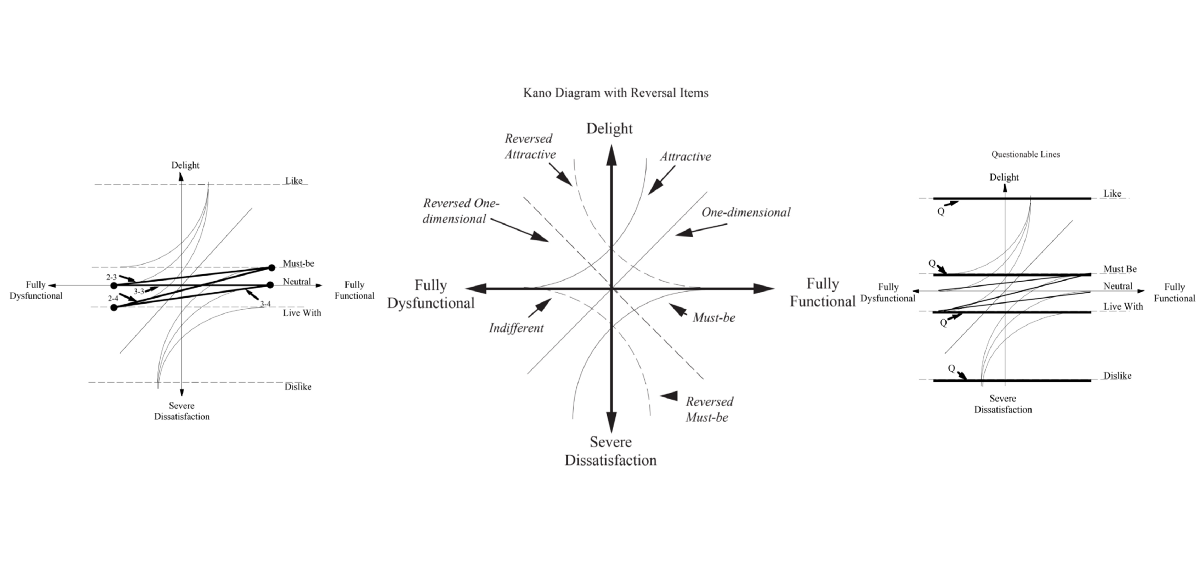 Delight
Like
2-3
Must-be
Fully
Dysfunctional
3-3
Neutral
Fully
Functional
2-4
3-4
Live With
Dislike
Severe
Dissatisfaction
Kano Diagram with Reversal Items
Delight
Reversed
Attractive
Attractive
Reversed One-
dimensional
One-dimensional
Fully
Dysfunctional
Fully
Functional
Indifferent
Must-be
Reversed
Must-be
Severe
Dissatisfaction
Questionable Lines
Delight
Like
Q
Q
Must Be
Fully
Dysfunctional
Neutral
Fully
Functional
Live With
Q
Q
Dislike
Severe
Dissatisfaction